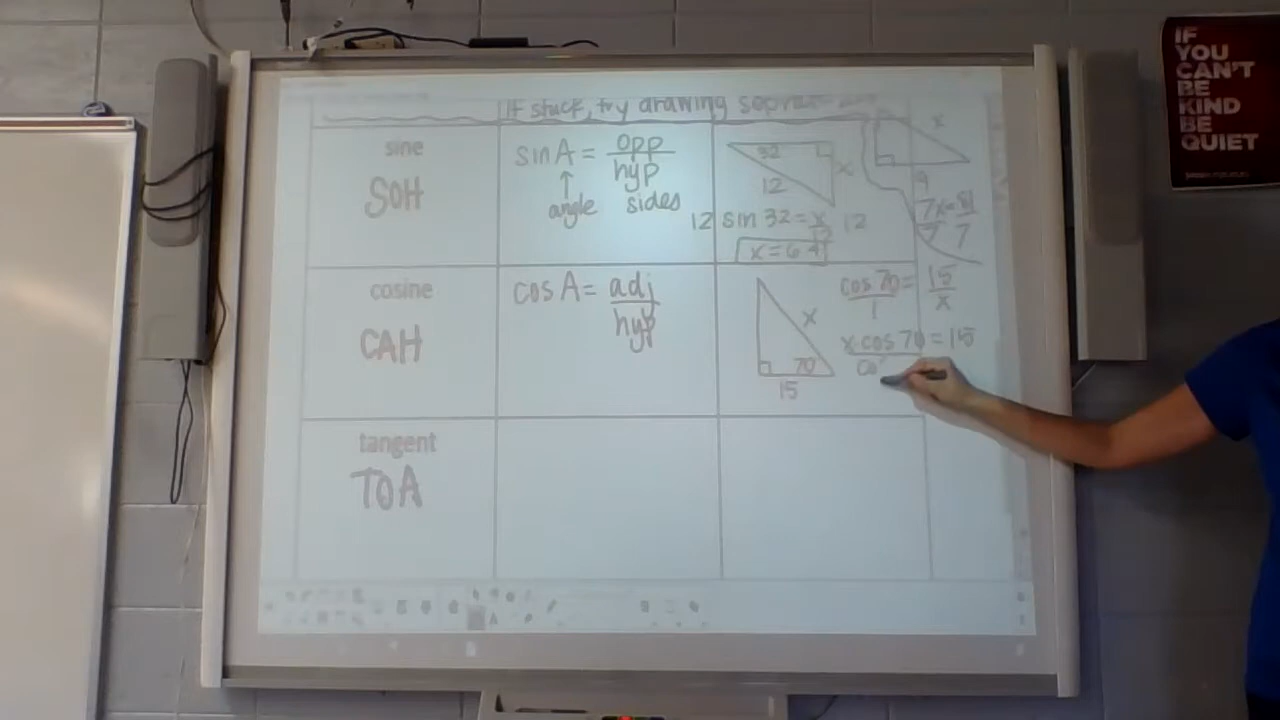 If stuck, try drawing
sine
SOH
sin A = opp
hyp
↑
angle
sides
32
x
12
12 sin 32 = x 12
12
x = 6.4
x
9
7x = 81
7 7
cosine
CAH
cos A = adj
hyp
x
70
15
cos 70 = 15
1 x
x cos 70 = 15
co
tangent
TOA
IF
YOU
CAN'T
BE
KIND
BE
QUIET